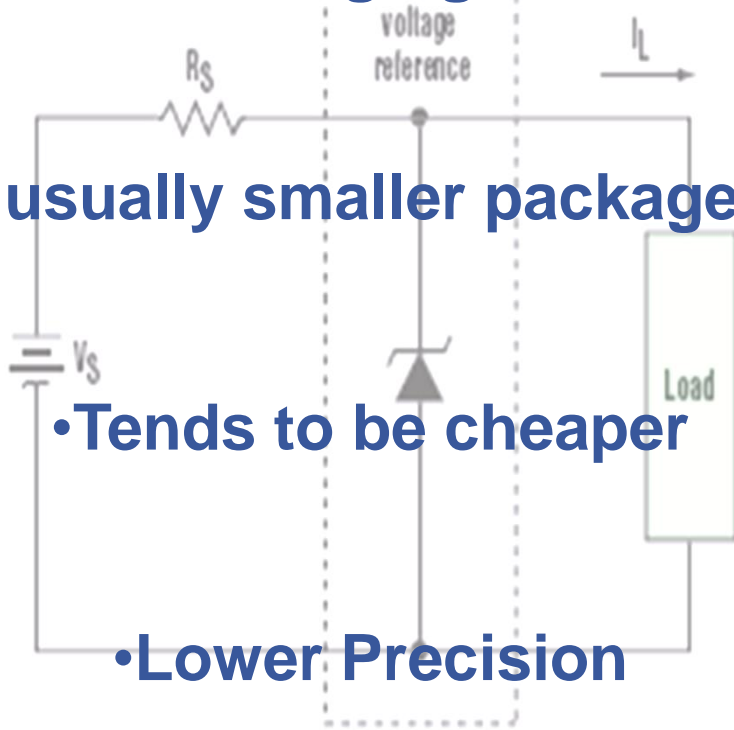 voltage
reference
IL
RS
usually smaller package
VS
Load
•Tends to be cheaper
•Lower Precision